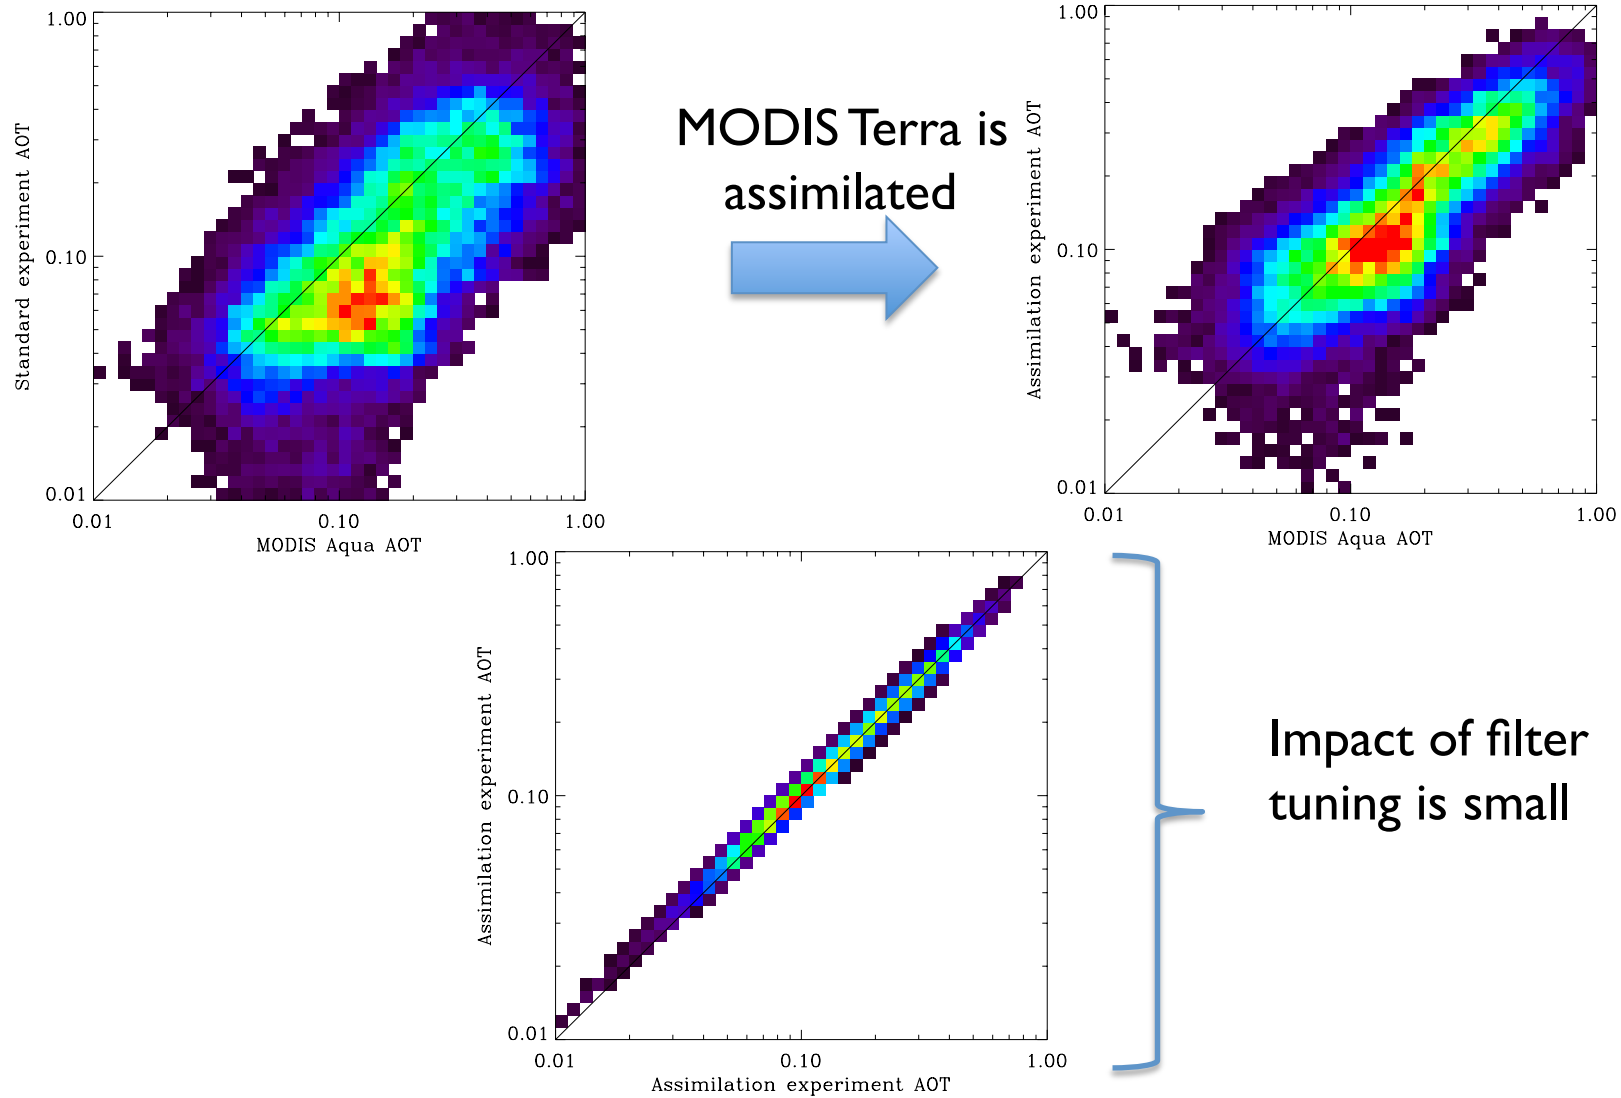 1.00
0.10
0.01
Standard experiment AOT
0.01 0.10 1.00
MODIS Aqua AOT
MODIS Terra is
assimilated
1.00
0.10
0.01
Assimilation experiment AOT
0.01 0.10 1.00
MODIS Aqua AOT
1.00
0.10
0.01
Assimilation experiment AOT
0.01 0.10 1.00
Assimilation experiment AOT
Impact of filter
tuning is small